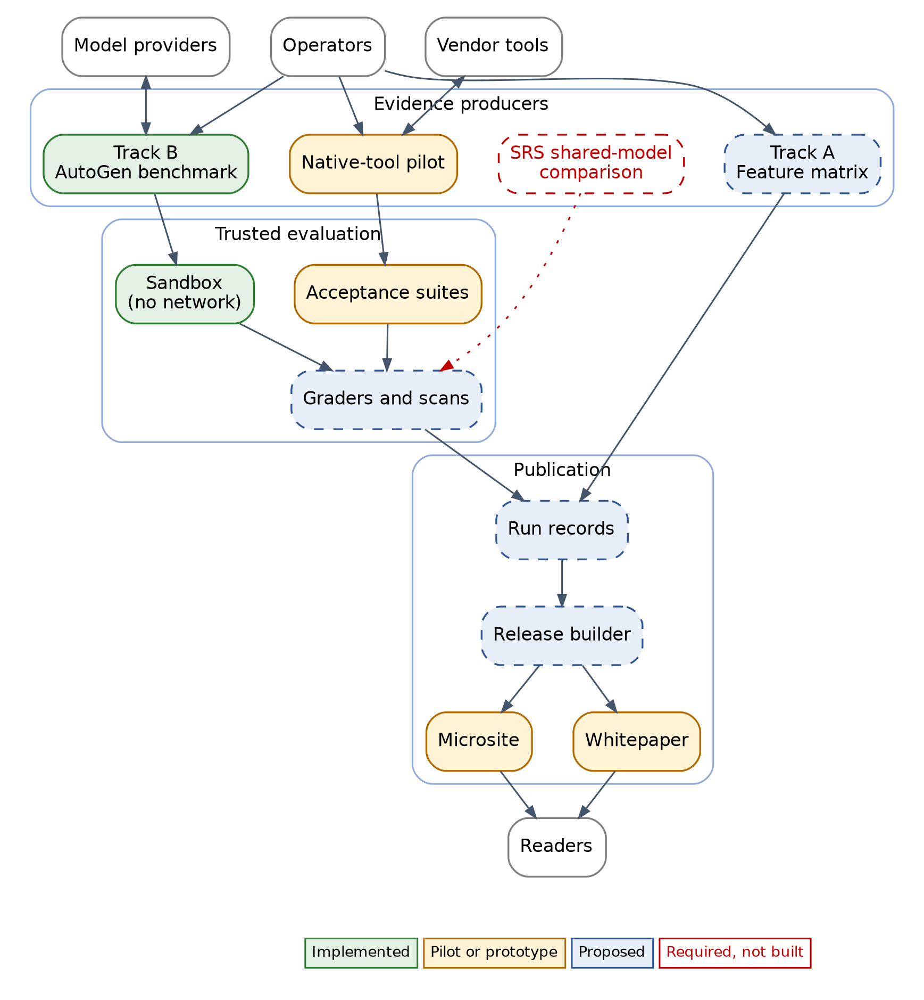 Model providers
Operators
Vendor tools
Evidence producers
Track B
AutoGen benchmark
Native-tool pilot
SRS shared-model
comparison
Track A
Feature matrix
Trusted evaluation
Sandbox
(no network)
Acceptance suites
Graders and scans
Publication
Run records
Release builder
Microsite
Whitepaper
Readers
Implemented
Pilot or prototype
Proposed
Required, not built